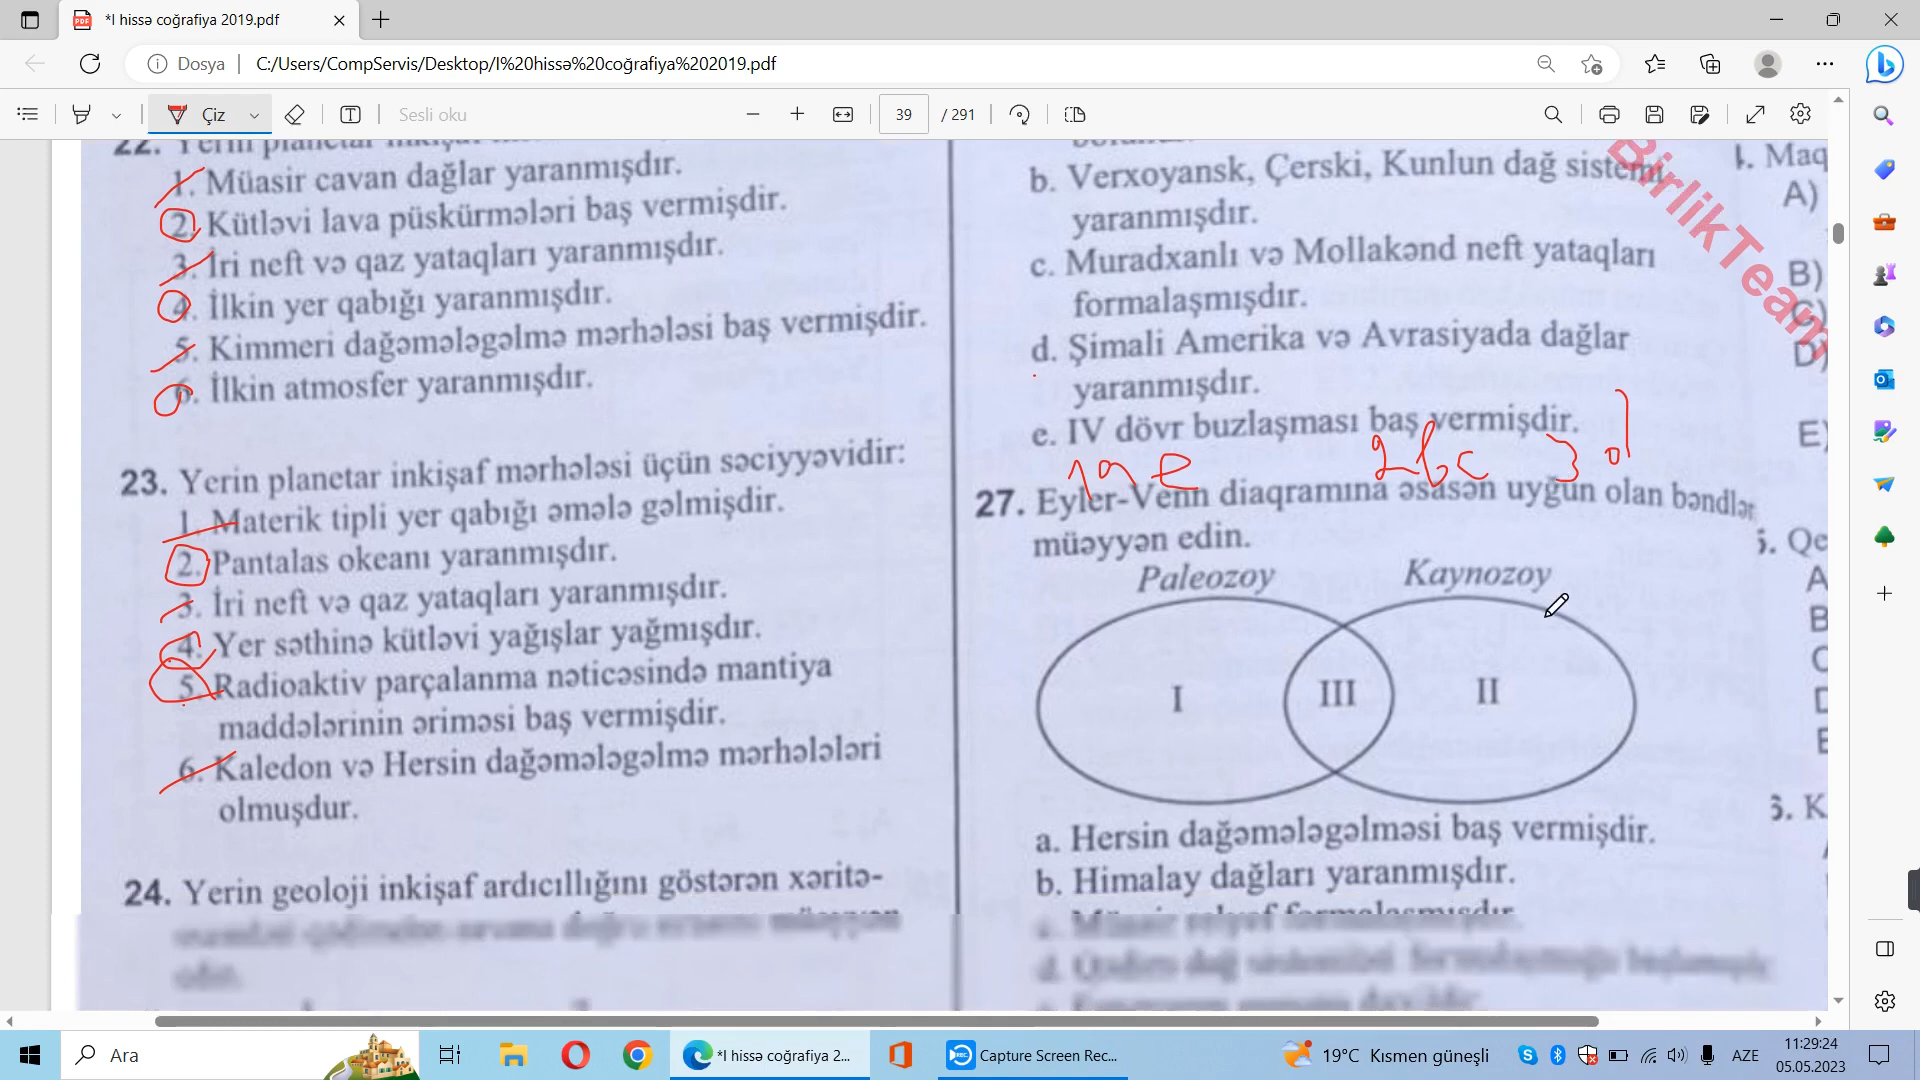 *I hissə coğrafiya 2019.pdf
Dosya
C:/Users/CompServis/Desktop/I%20hissə%20coğrafiya%202019.pdf
Çiz
Sesli oku
39
/ 291
1. Müasir cavan dağlar yaranmışdır.
2. Kütləvi lava püskürmələri baş vermişdir.
3. İri neft və qaz yataqları yaranmışdır.
4. İlkin yer qabığı yaranmışdır.
5. Kimmeri dağəmələgəlmə mərhələsi baş vermişdir.
6. İlkin atmosfer yaranmışdır.
23. Yerin planetar inkişaf mərhələsi üçün səciyyəvidir:
1. Materik tipli yer qabığı əmələ gəlmişdir.
2. Pantalas okeanı yaranmışdır.
3. İri neft və qaz yataqları yaranmışdır.
4. Yer səthinə kütləvi yağışlar yağmışdır.
5. Radioaktiv parçalanma nəticəsində mantiya
maddələrinin əriməsi baş vermişdir.
6. Kaledon və Hersin dağəmələgəlmə mərhələləri
olmuşdur.
24. Yerin geoloji inkişaf ardıcıllığını göstərən xəritə-
b. Verxoyansk, Çerski, Kunlun dağ sistemi
yaranmışdır.
c. Muradxanlı və Mollakənd neft yataqları
formalaşmışdır.
d. Şimali Amerika və Avrasiyada dağlar
yaranmışdır.
e. IV dövr buzlaşması baş vermişdir.
1a e 2bc 3d
27. Eyler-Venn diaqramına əsasən uyğun olan bəndlər
müəyyən edin.
Paleozoy Kaynozoy
I III II
a. Hersin dağəmələgəlməsi baş vermişdir.
b. Himalay dağları yaranmışdır.
c. Müasir relyef formalaşmışdır.
BirlikTeam
Maq
A)
B)
C)
D)
E)
Qe
A
B
C
D
E
K
Ara
*I hissə coğrafiya 2...
Capture Screen Rec...
19°C Kısmen güneşli
AZE
11:29:24
05.05.2023